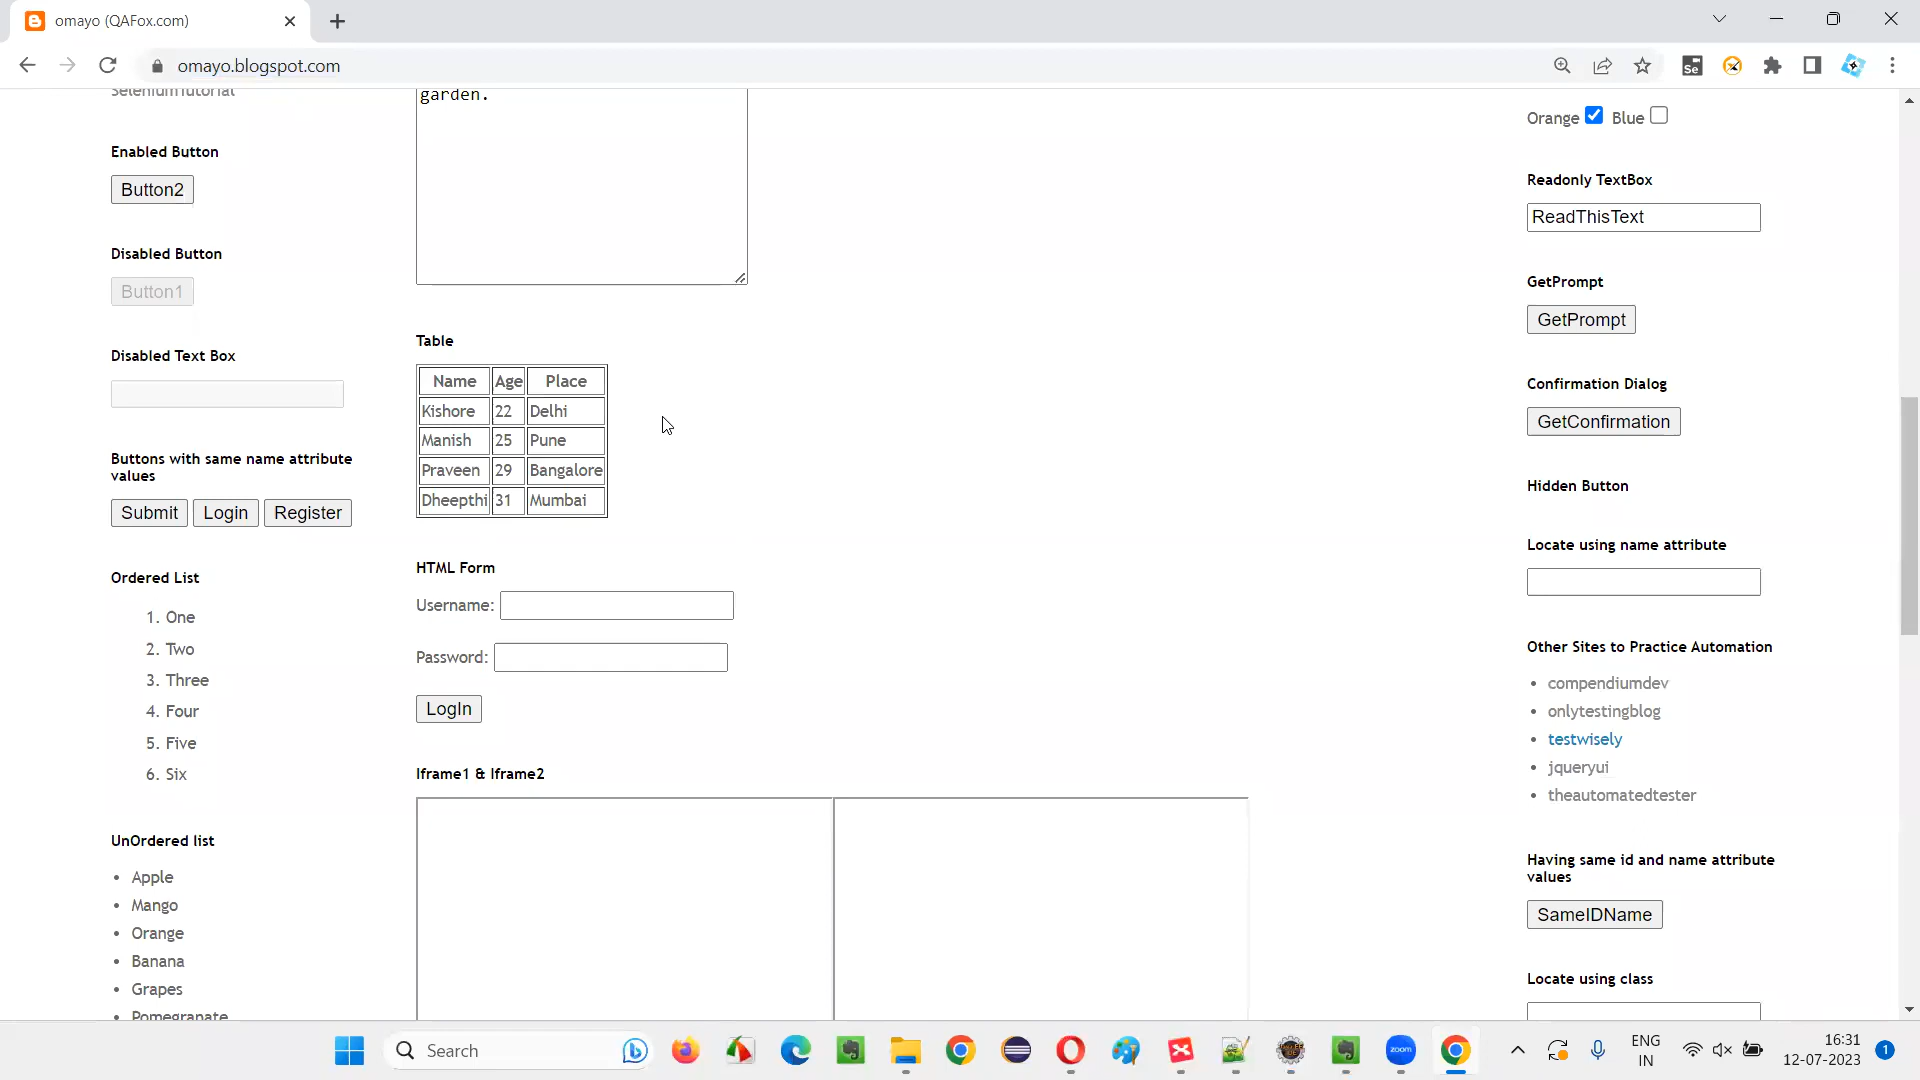 omayo (QAFox.com)
omayo.blogspot.com
SeleniumTutorial
Enabled Button
Button2
Disabled Button
Button1
Disabled Text Box
Buttons with same name attribute
values
Submit Login Register
Ordered List
1. One
2. Two
3. Three
4. Four
5. Five
6. Six
UnOrdered list
• Apple
• Mango
• Orange
• Banana
• Grapes
• Pomegranate
garden.
Table
Name Age Place
Kishore 22 Delhi
Manish 25 Pune
Praveen 29 Bangalore
Dheepthi 31 Mumbai
HTML Form
Username:
Password:
LogIn
Iframe1 & Iframe2
Orange Blue
Readonly TextBox
ReadThisText
GetPrompt
GetPrompt
Confirmation Dialog
GetConfirmation
Hidden Button
Locate using name attribute
Other Sites to Practice Automation
• compendiumdev
• onlytestingblog
• testwisely
• jqueryui
• theautomatedtester
Having same id and name attribute
values
SameIDName
Locate using class
Search
zoom
ENG
IN
16:31
12-07-2023
1
Se